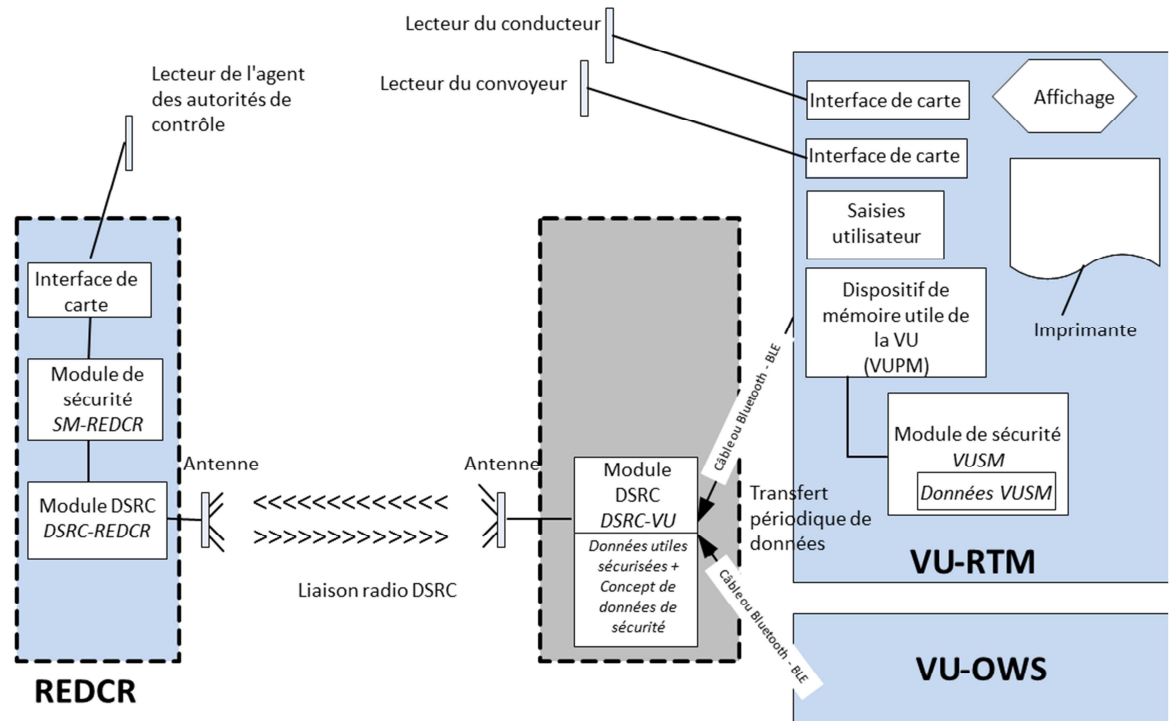 Lecteur du conducteur
Lecteur du convoyeur
Lecteur de l'agent
des autorités de
contrôle
Interface de carte
Affichage
Interface de carte
Saisies
utilisateur
Dispositif de
mémoire utile de
la VU
(VUPM)
Imprimante
Module de sécurité
VUSM
Données VUSM
VU-RTM
Interface de
carte
Module de
sécurité
SM-REDCR
Module DSRC
DSRC-REDCR
REDCR
Antenne
<<<<<<<<<<<<<
>>>>>>>>>>>>>
Liaison radio DSRC
Antenne
Module
DSRC
DSRC-VU
Données utiles
sécurisées +
Concept de
données de
sécurité
Câble ou Bluetooth - BLE
Transfert
périodique de
données
Câble ou Bluetooth - BLE
VU-OWS